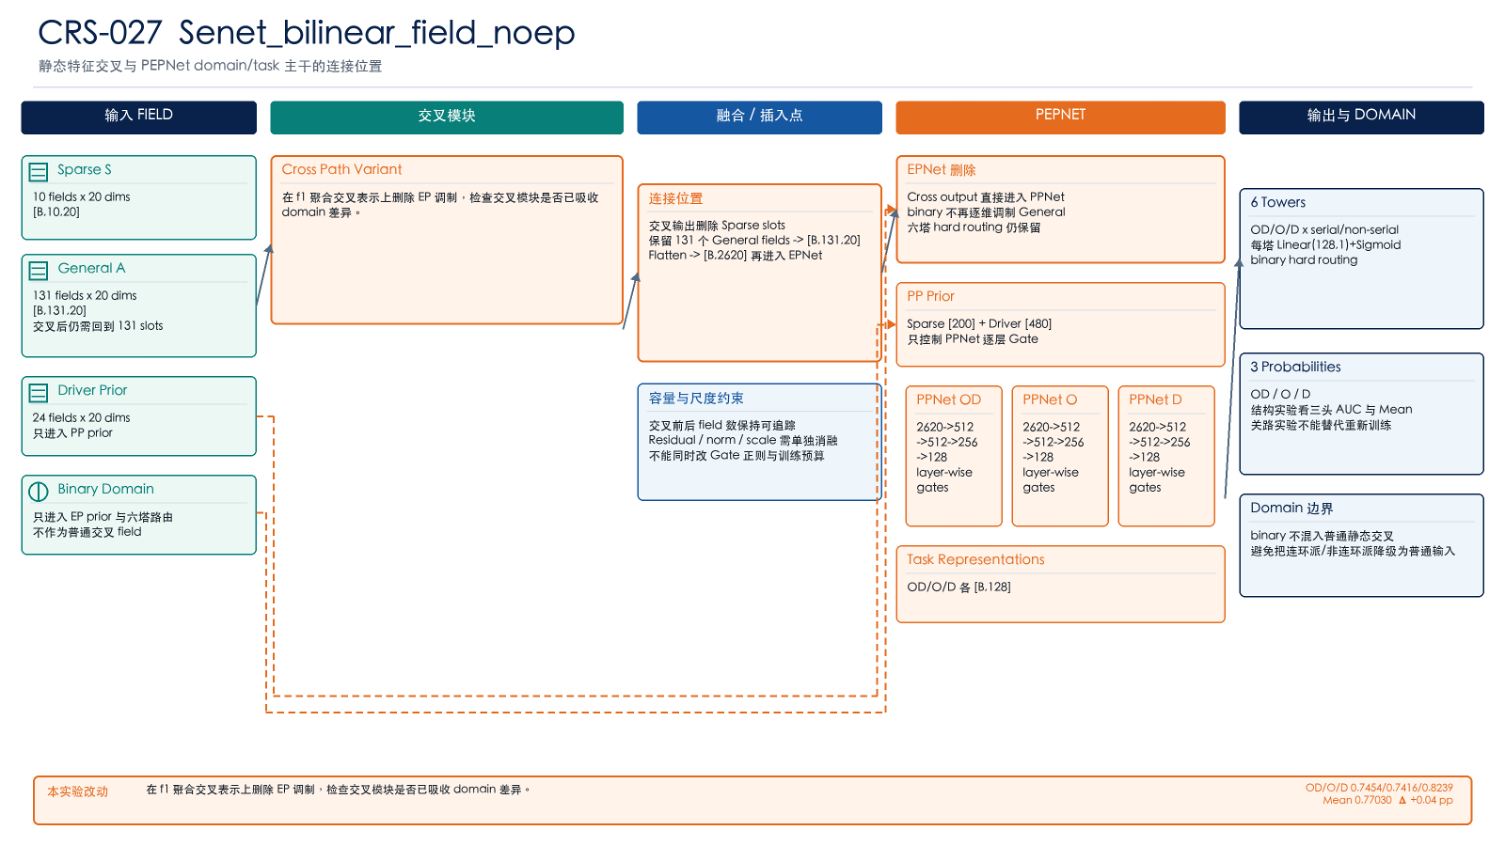 CRS-027 Senet_bilinear_field_noep
静态特征交叉与 PEPNet domain/task 主干的连接位置
输入 FIELD
交叉模块
融合 / 插入点
PEPNET
输出与 DOMAIN
Sparse S
10 fields x 20 dims
[B,10,20]
General A
131 fields x 20 dims
[B,131,20]
交叉后仍需回到 131 slots
Driver Prior
24 fields x 20 dims
只进入 PP prior
Binary Domain
只进入 EP prior 与六塔路由
不作为普通交叉 field
Cross Path Variant
在 f1 聚合交叉表示上删除 EP 调制，检查交叉模块是否已吸收
domain 差异。
连接位置
交叉输出删除 Sparse slots
保留 131 个 General fields -> [B,131,20]
Flatten -> [B,2620] 再进入 EPNet
容量与尺度约束
交叉前后 field 数保持可追踪
Residual / norm / scale 需单独消融
不能同时改 Gate 正则与训练预算
EPNet 删除
Cross output 直接进入 PPNet
binary 不再逐维调制 General
六塔 hard routing 仍保留
PP Prior
Sparse [200] + Driver [480]
只控制 PPNet 逐层 Gate
PPNet OD
2620->512
->512->256
->128
layer-wise
gates
PPNet O
2620->512
->512->256
->128
layer-wise
gates
PPNet D
2620->512
->512->256
->128
layer-wise
gates
Task Representations
OD/O/D 各 [B,128]
6 Towers
OD/O/D x serial/non-serial
每塔 Linear(128,1)+Sigmoid
binary hard routing
3 Probabilities
OD / O / D
结构实验看三头 AUC 与 Mean
关路实验不能替代重新训练
Domain 边界
binary 不混入普通静态交叉
避免把连环派/非连环派降级为普通输入
本实验改动
在 f1 聚合交叉表示上删除 EP 调制，检查交叉模块是否已吸收 domain 差异。
OD/O/D 0.7454/0.7416/0.8239
Mean 0.77030 Δ +0.04 pp